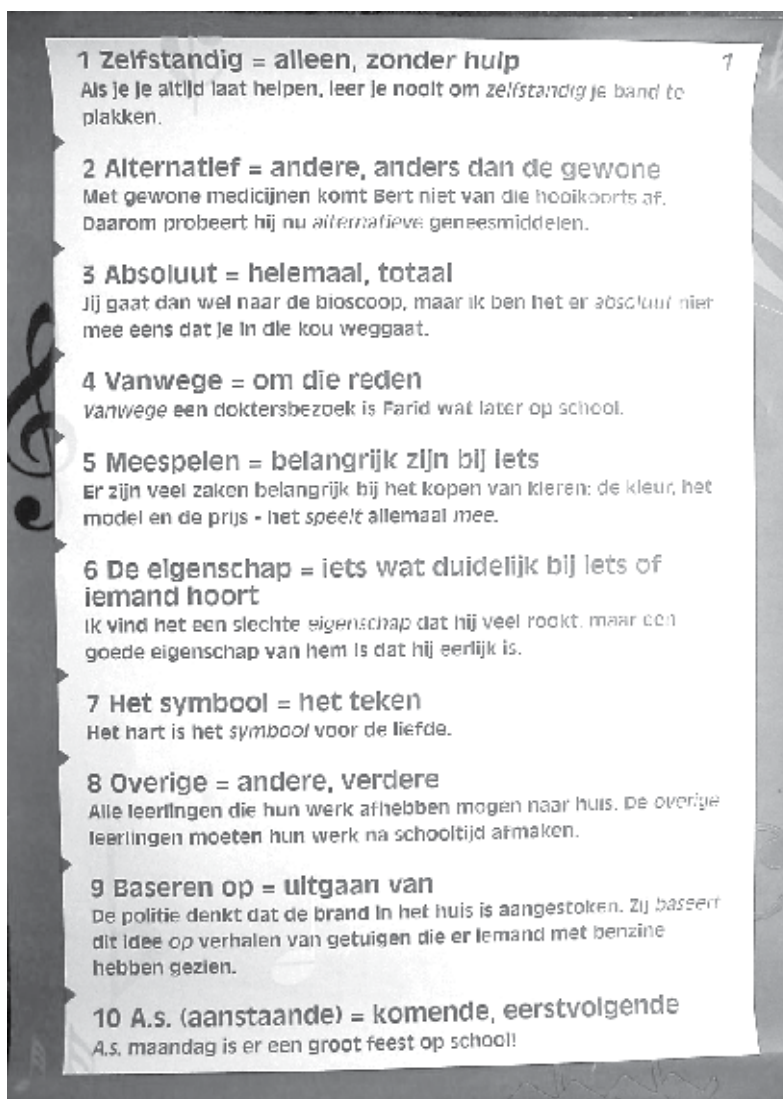 1 Zelfstandig = alleen, zonder hulp
1
Als je je altijd laat helpen, leer je nooit om zelfstandig je band te
plakken.
2 Alternatief = andere, anders dan de gewone
Met gewone medicijnen komt Bert niet van die hooikoorts af.
Daarom probeert hij nu alternatieve geneesmiddelen.
3 Absoluut = helemaal, totaal
Jij gaat dan wel naar de bioscoop, maar ik ben het er absoluut niet
mee eens dat je in die kou weggaat.
4 Vanwege = om die reden
Vanwege een doktersbezoek is Farid wat later op school.
5 Meespelen = belangrijk zijn bij iets
Er zijn veel zaken belangrijk bij het kopen van kleren: de kleur, het
model en de prijs - het speelt allemaal mee.
6 De eigenschap = iets wat duidelijk bij iets of
iemand hoort
Ik vind het een slechte eigenschap dat hij veel rookt, maar een
goede eigenschap van hem is dat hij eerlijk is.
7 Het symbool = het teken
Het hart is het symbool voor de liefde.
8 Overige = andere, verdere
Alle leerlingen die hun werk afhebben mogen naar huis. De overige
leerlingen moeten hun werk na schooltijd afmaken.
9 Baseren op = uitgaan van
De politie denkt dat de brand in het huis is aangestoken. Zij baseert
dit idee op verhalen van getuigen die er iemand met benzine
hebben gezien.
10 A.s. (aanstaande) = komende, eerstvolgende
A.s. maandag is er een groot feest op school!